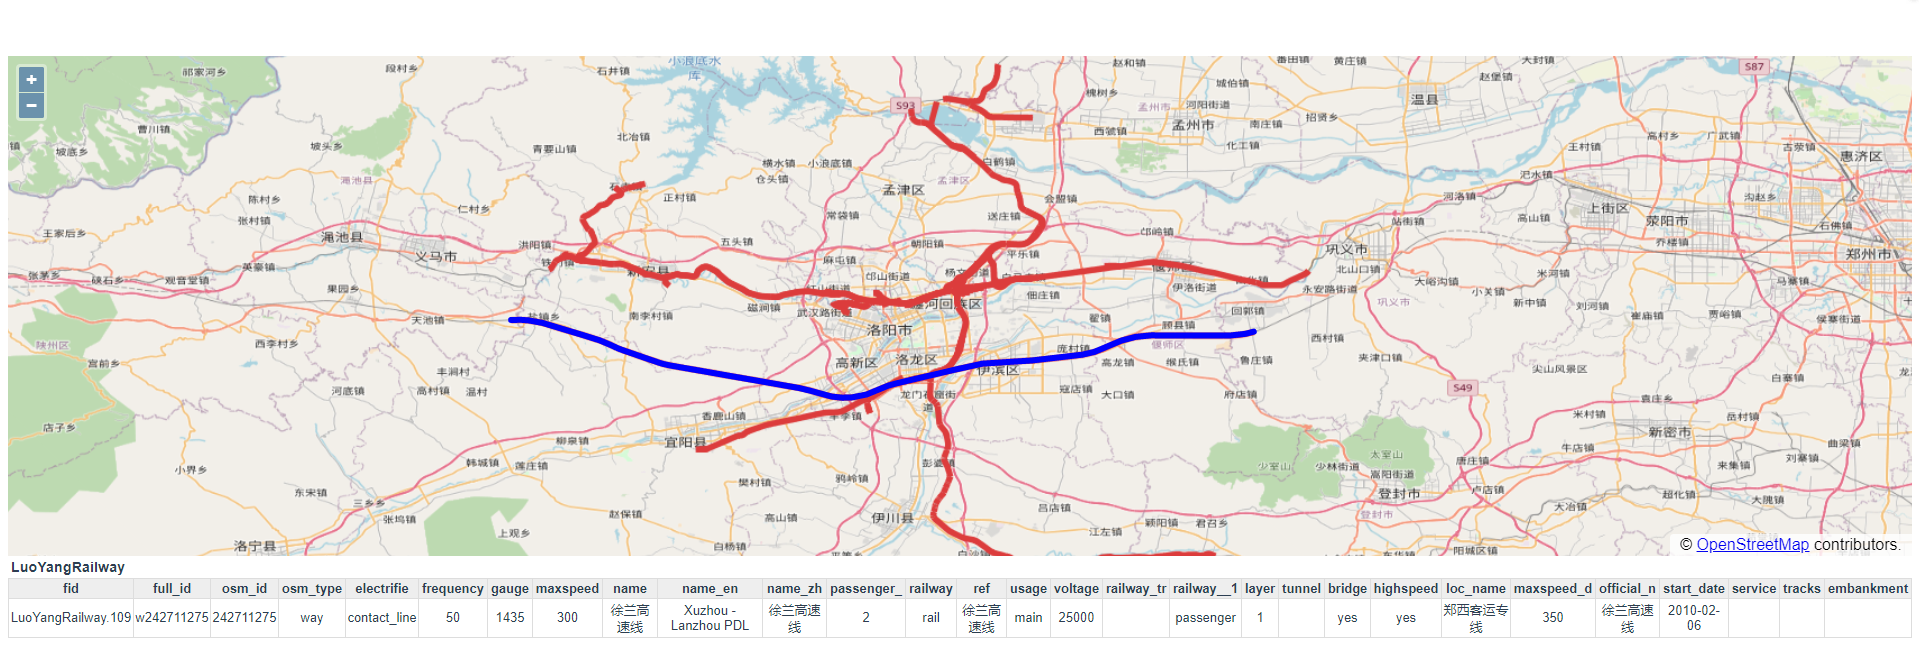 +
−
祁家河乡
段村乡
石井镇
小浪底水库
赵和镇
番田镇
黄庄镇
大封镇
S87
城伯镇
赵堡镇
槐树乡
S93
孟州市
河阳街道
温县
曹川镇
坡头乡
北冶镇
西虢镇
孟州市
南庄镇
招贤乡
高村乡
广武镇
坡底乡
青要山镇
横水镇
小浪底镇
白鹤镇
化工镇
王村镇
古荥镇
惠济区
渑池县
仓头镇
孟津区
孟津区
氾水镇
陈村乡
仁村乡
正村镇
会盟镇
河洛镇
沟赵乡
张村镇
常袋镇
送庄镇
站街镇
高山镇
上街区
荥阳市
石佛镇
王家后乡
渑池县
洪阳镇
五头镇
朝阳镇
邙岭镇
巩义市
乔楼镇
郑州市
义马市
麻屯镇
平乐镇
张茅乡
硖石乡
观音堂镇
英豪镇
邙山街道
北山口镇
米河镇
马寨镇
果园乡
伊洛街道
永安街道
大峪沟镇
小关镇
磁涧镇
武汉路街道
佃庄镇
巩义市
新中镇
刘河镇
天池镇
南李村镇
洛阳市
翟镇
顾县镇
回郭镇
崔庙镇
贾峪镇
侯寨街道
陕州区
西李村乡
庞村镇
偃师区
西村镇
宫前乡
高新区
洛龙区
伊滨区
高龙镇
缑氏镇
鲁庄镇
夹津口镇
丰涧村
尖山风景区
河底镇
高村乡
温村
龙门石窟街道
寇店镇
大口镇
府店镇
S49
白寨镇
袁庄乡
香鹿山镇
米村镇
岳村镇
店子乡
宜阳县
新密市
曲梁镇
柳泉镇
牛店镇
韩城镇
莲庄镇
彭婆镇
少室山
太室山
少林街道
嵩阳街道
唐庄镇
来集镇
刘寨镇
小界乡
樊村镇
鸦岭镇
东宋镇
三乡乡
登封市
登封市
卢店镇
超化镇
大隗镇
张坞镇
赵保镇
高山镇
伊川县
吕店镇
江左镇
颍阳镇
君召乡
大冶镇
上观乡
洛宁县
白杨镇
白沙镇
阳城区镇
© OpenStreetMap contributors.
LuoYangRailway
fid full_id osm_id osm_type electrifie frequency gauge maxspeed name name_en name_zh passenger_ railway ref usage voltage railway_tr railway__1 layer tunnel bridge highspeed loc_name maxspeed_d official_n start_date service tracks embankment
LuoYangRailway.109 w242711275 242711275 way contact_line 50 1435 300 徐兰高速线 Xuzhou - Lanzhou PDL 徐兰高速线 2 rail 徐兰高速线 main 25000 passenger 1 yes yes 郑西客运专线 350 徐兰高速线 2010-02-06